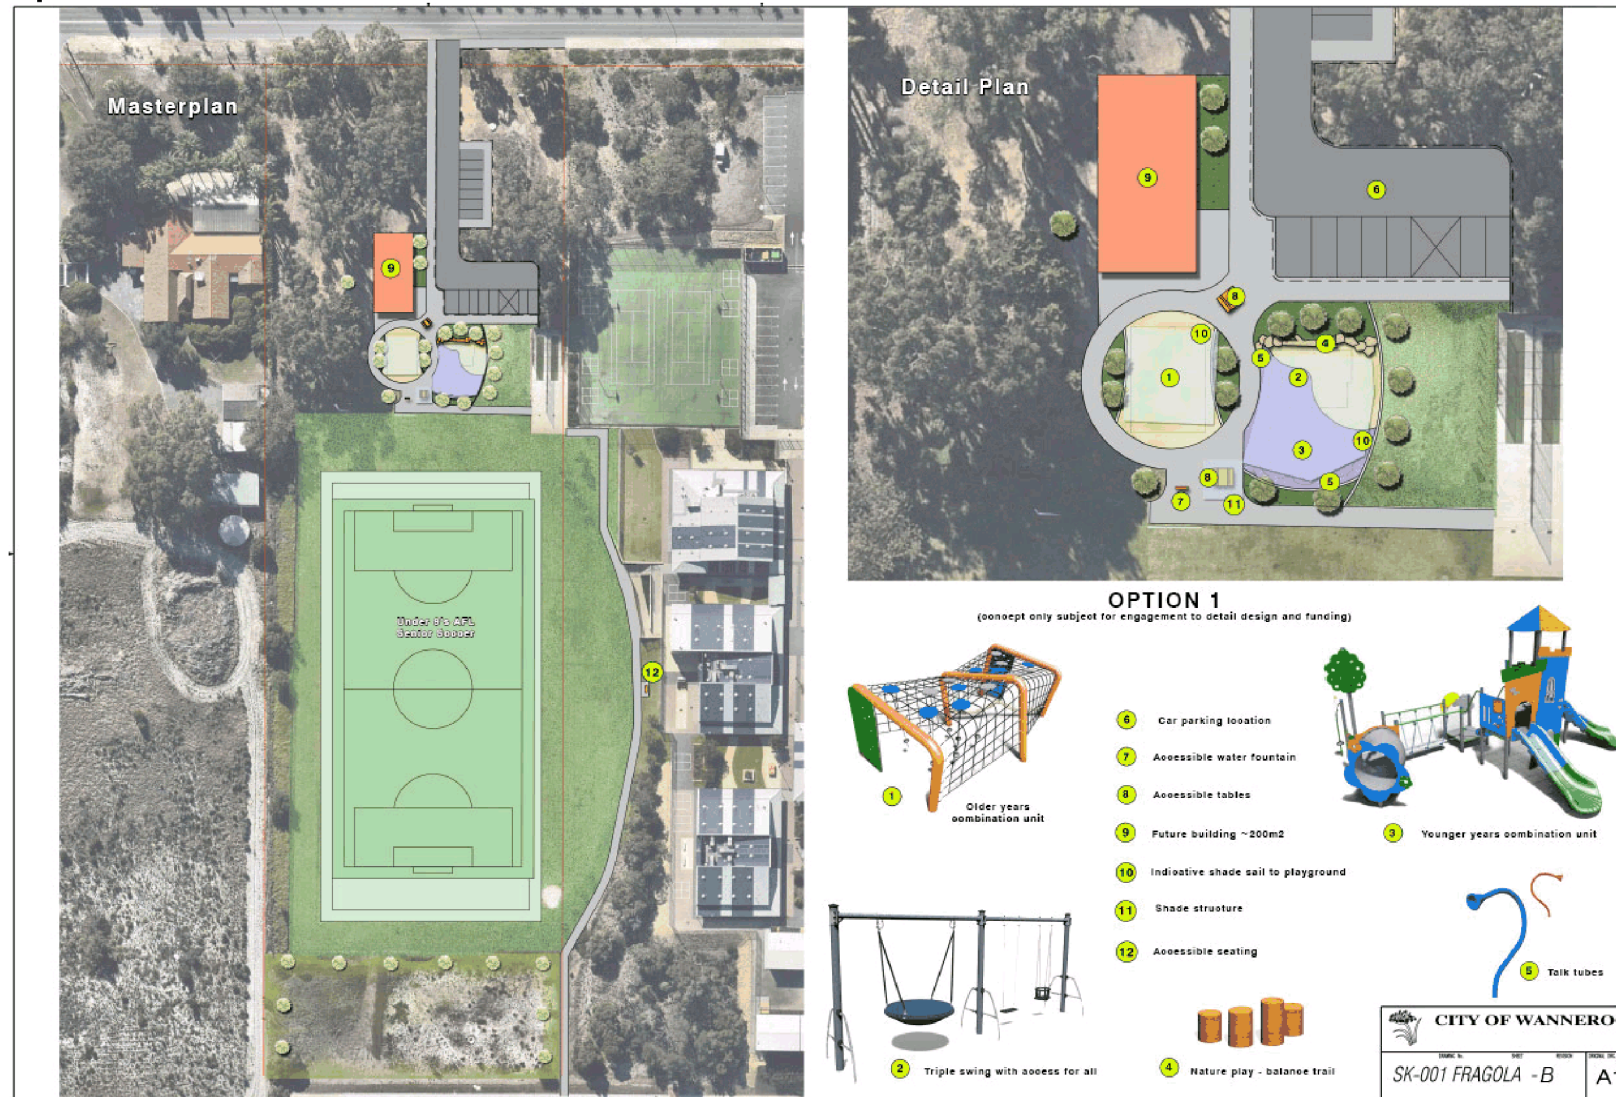 Masterplan
9
Under 9's AFL
Senior Soccer
12
Detail Plan
9
6
8
10
4
5
2
1
10
3
8
5
7
11
OPTION 1
(concept only subject for engagement to detail design and funding)
1
Older years
combination unit
6 Car parking location
7 Accessible water fountain
8 Accessible tables
9 Future building ~200m2
10 Indicative shade sail to playground
11 Shade structure
12 Accessible seating
3 Younger years combination unit
5 Talk tubes
2 Triple swing with access for all
4 Nature play - balance trail
CITY OF WANNERO
DRAWING No. SHEET REVISION
SK-001 FRAGOLA - B